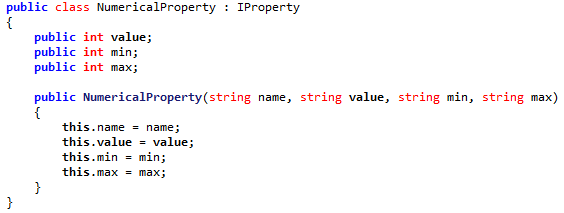 public class NumericalProperty : IProperty
{
    public int value;
    public int min;
    public int max;

    public NumericalProperty(string name, string value, string min, string max)
    {
        this.name = name;
        this.value = value;
        this.min = min;
        this.max = max;
    }
}